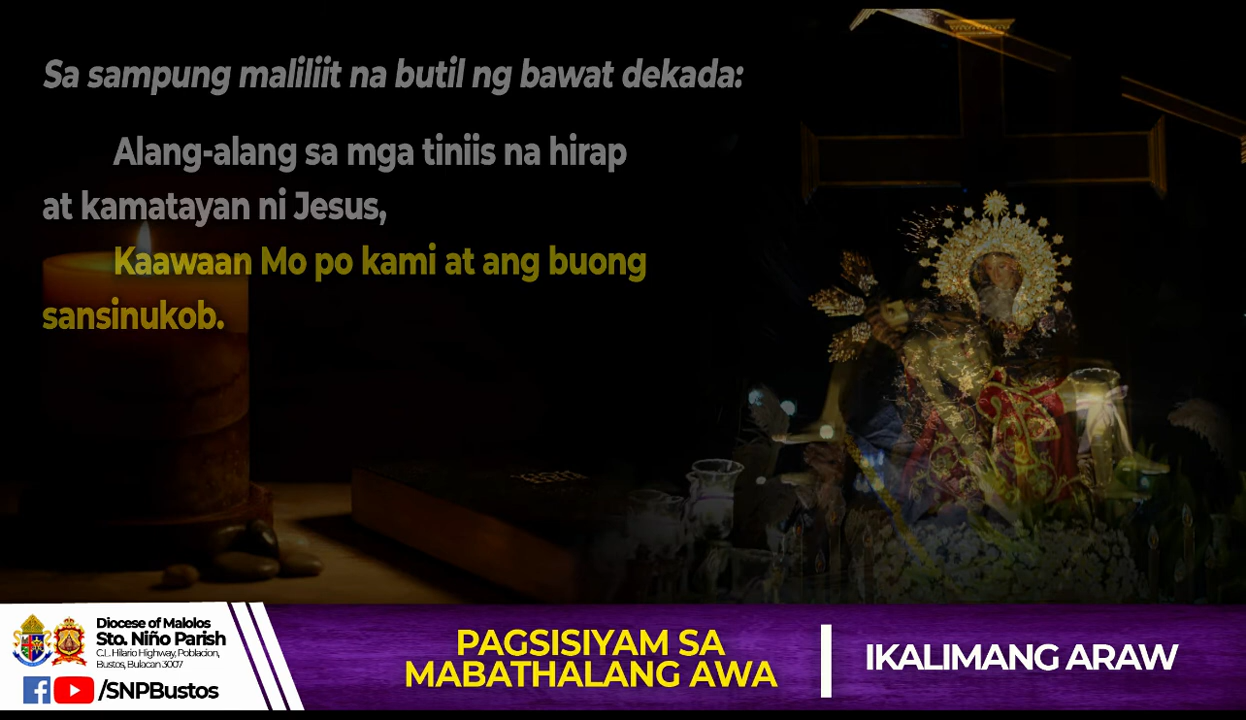 Sa sampung maliliit na butil ng bawat dekada:
Alang-alang sa mga tiniis na hirap
at kamatayan ni Jesus,
Kaawaan Mo po kami at ang buong
sansinukob.
Diocese of Malolos
Sto. Niño Parish
C.L. Hilario Highway, Poblacion,
Bustos, Bulacan 3007
/SNPBustos
PAGSISIYAM SA
MABATHALANG AWA
IKALIMANG ARAW